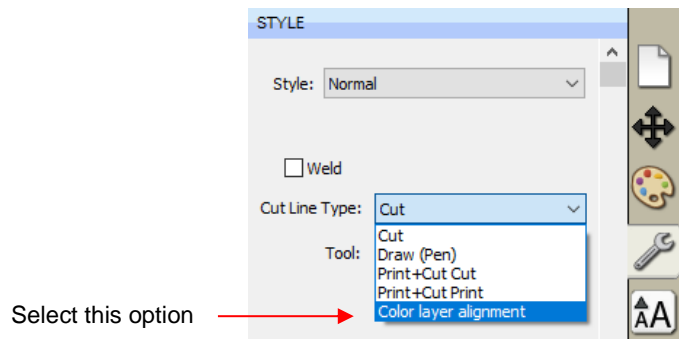 STYLE
Style: Normal
Weld
Cut Line Type: Cut
Cut
Tool: Draw (Pen)
Print+Cut Cut
Print+Cut Print
Select this option Color layer alignment
AA